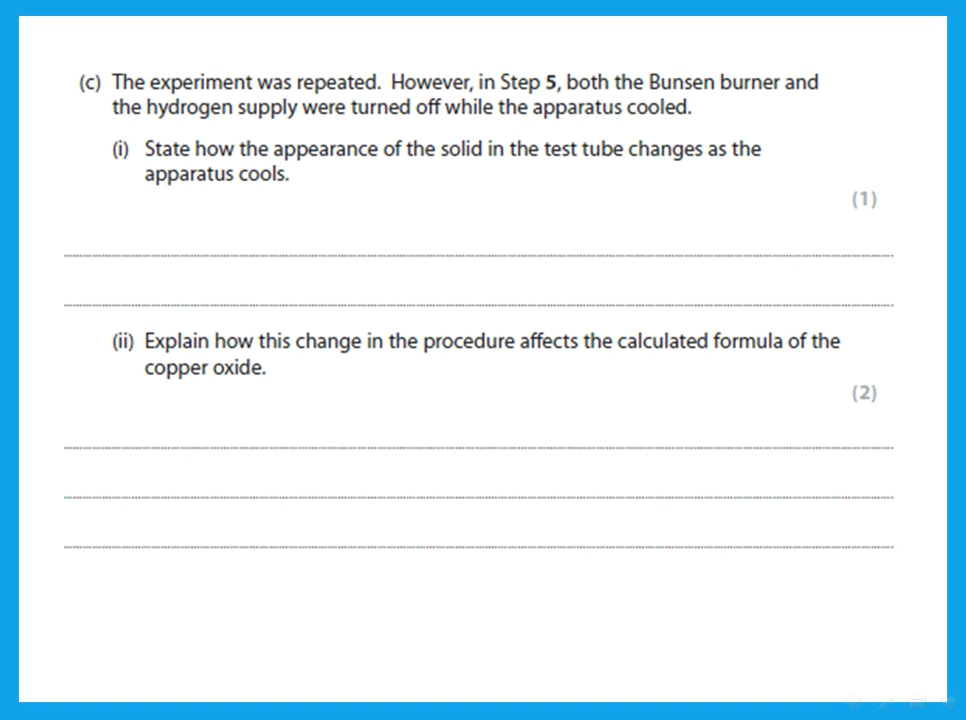 (c) The experiment was repeated. However, in Step 5, both the Bunsen burner and
the hydrogen supply were turned off while the apparatus cooled.
(i) State how the appearance of the solid in the test tube changes as the
apparatus cools.
(1)
(ii) Explain how this change in the procedure affects the calculated formula of the
copper oxide.
(2)